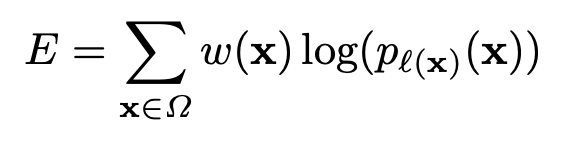 E = ∑_{𝐱∈Ω} w(𝐱) log(p_{ℓ(𝐱)}(𝐱))